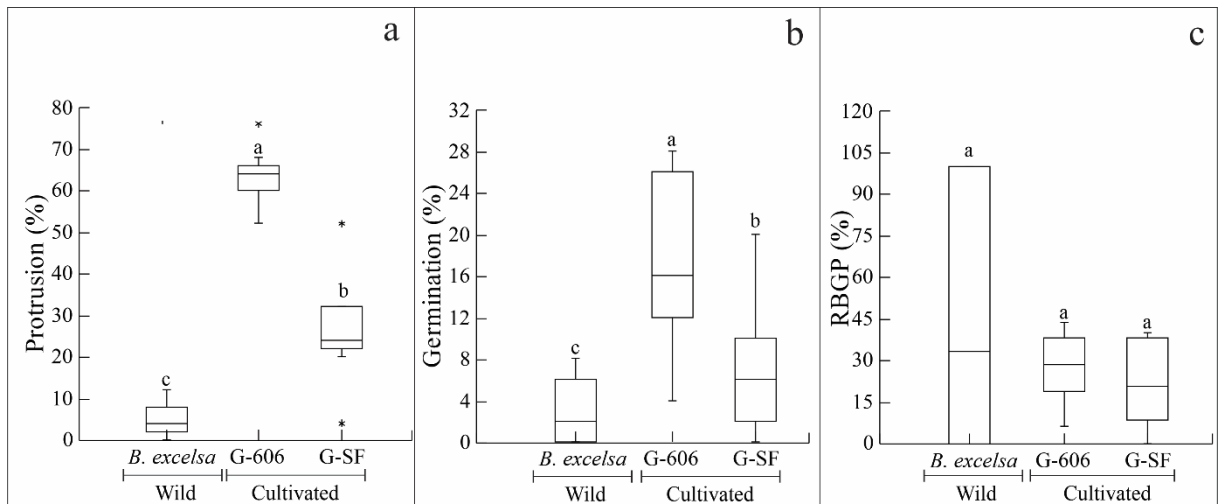 a
Protrusion (%)
80
70
60
50
40
30
20
10
0
*
a
*
b
*
c
B. excelsa G-606 G-SF
Wild Cultivated
b
Germination (%)
32
28
24
20
16
12
8
4
0
a
b
c
B. excelsa G-606 G-SF
Wild Cultivated
c
RBGP (%)
120
105
90
75
60
45
30
15
0
a
a
a
B. excelsa G-606 G-SF
Wild Cultivated